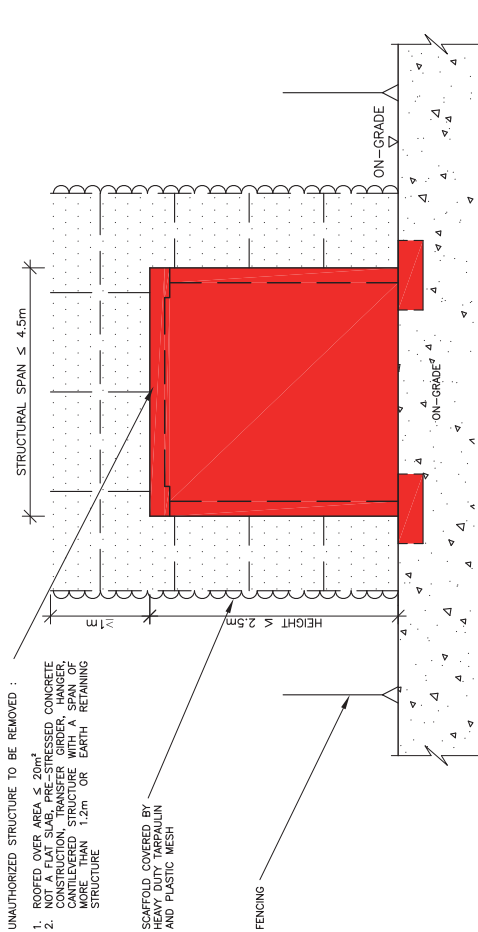 UNAUTHORIZED STRUCTURE TO BE REMOVED :
1. ROOFED OVER AREA ≤ 20m²
2. NOT A FLAT SLAB, PRE-STRESSED CONCRETE
CONSTRUCTION, TRANSFER GIRDER, HANGER,
CANTILEVERED STRUCTURE WITH A SPAN OF
MORE THAN 1.2m OR EARTH RETAINING
STRUCTURE
SCAFFOLD COVERED BY
HEAVY DUTY TARPAULIN
AND PLASTIC MESH
FENCING
STRUCTURAL SPAN ≤ 4.5m
≥1m
HEIGHT ≤ 2.5m
ON-GRADE
ON-GRADE